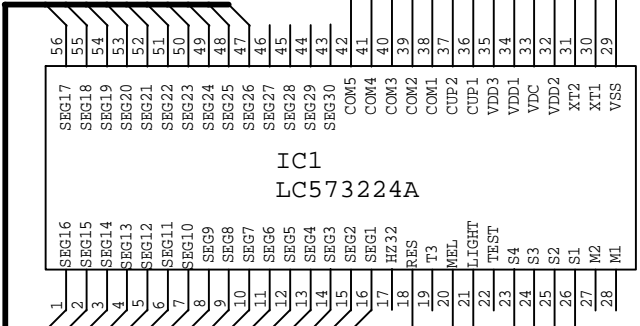 56 55 54 53 52 51 50 49 48 47 46 45 44 43 42 41 40 39 38 37 36 35 34 33 32 31 30 29
SEG17 SEG18 SEG19 SEG20 SEG21 SEG22 SEG23 SEG24 SEG25 SEG26 SEG27 SEG28 SEG29 SEG30 COM5 COM4 COM3 COM2 COM1 CUP2 CUP1 VDD3 VDD1 VDC VDD2 XT2 XT1 VSS
IC1
LC573224A
SEG16 SEG15 SEG14 SEG13 SEG12 SEG11 SEG10 SEG9 SEG8 SEG7 SEG6 SEG5 SEG4 SEG3 SEG2 SEG1 HZ32 RES T3 MEL LIGHT TEST S4 S3 S2 S1 M2 M1
1 2 3 4 5 6 7 8 9 10 11 12 13 14 15 16 17 18 19 20 21 22 23 24 25 26 27 28